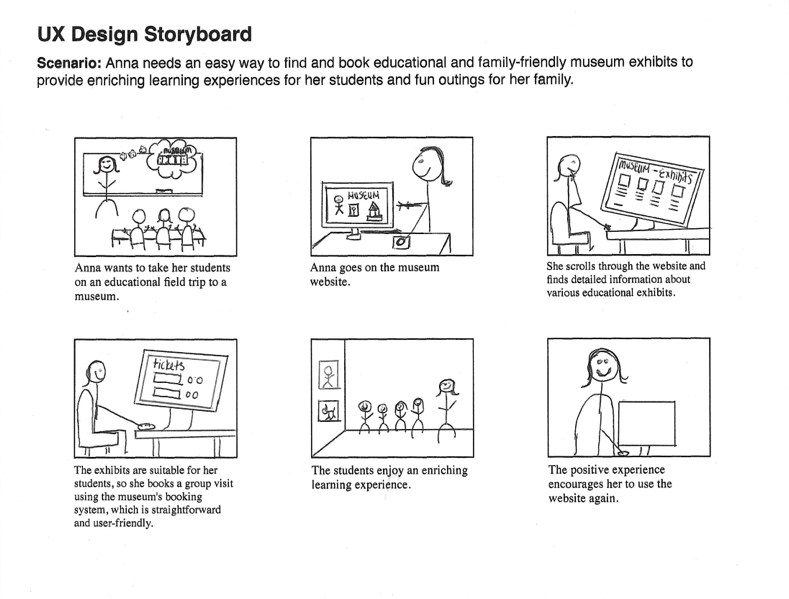 UX Design Storyboard
Scenario: Anna needs an easy way to find and book educational and family-friendly museum exhibits to
provide enriching learning experiences for her students and fun outings for her family.
museum
MUSEUM
museum - exhibits
Anna wants to take her students
on an educational field trip to a
museum.
Anna goes on the museum
website.
She scrolls through the website and
finds detailed information about
various educational exhibits.
tickets
The exhibits are suitable for her
students, so she books a group visit
using the museum's booking
system, which is straightforward
and user-friendly.
The students enjoy an enriching
learning experience.
The positive experience
encourages her to use the
website again.